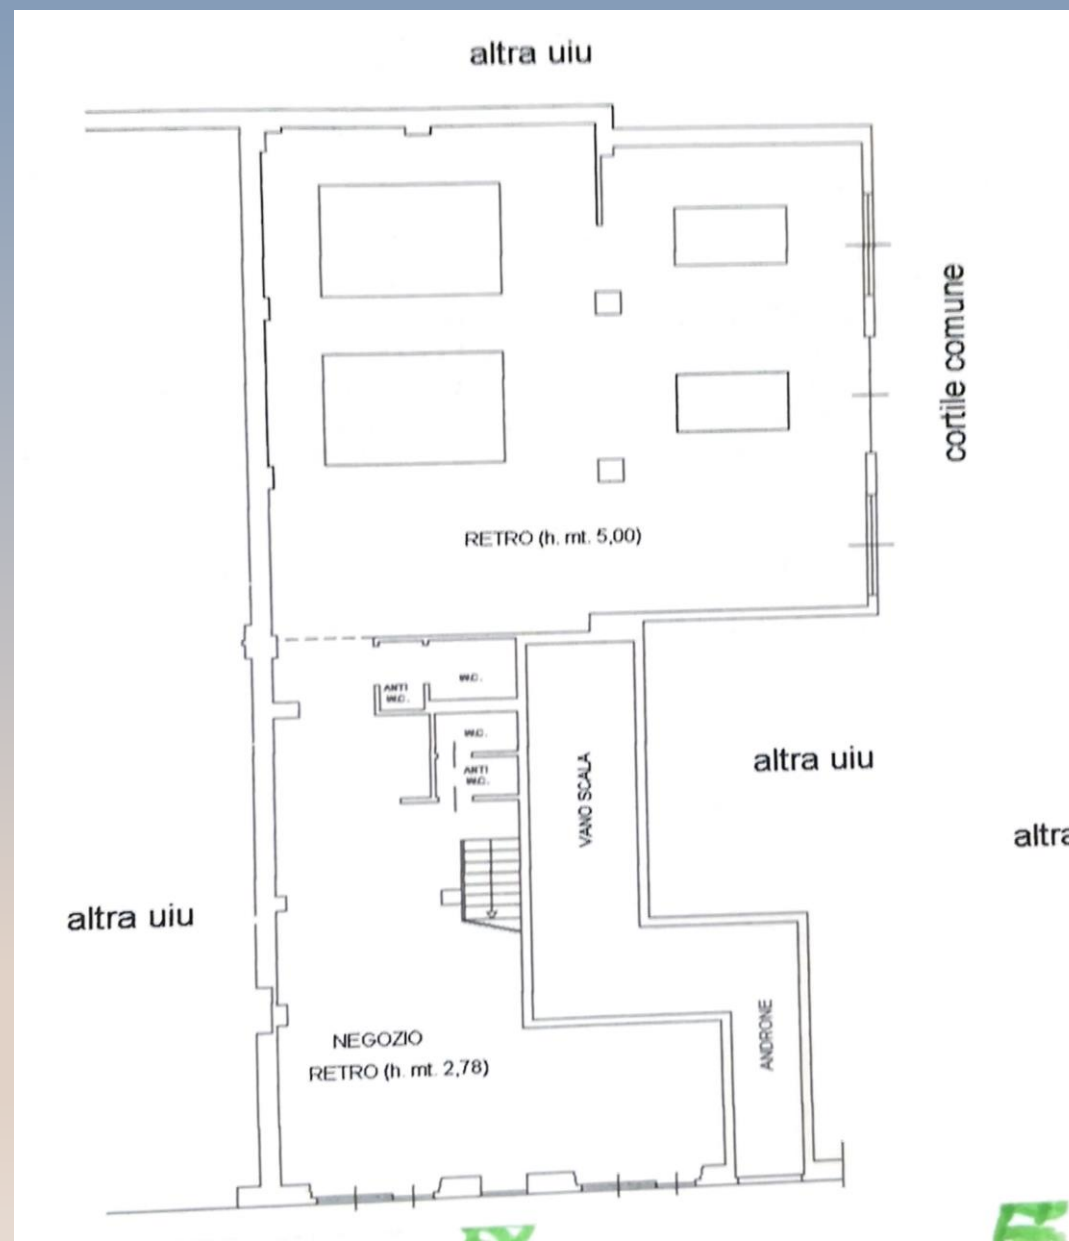 altra uiu
cortile comune
RETRO (h. mt. 5,00)
W.C.
ANTI
W.C.
W.C.
ANTI
W.C.
VANO SCALA
altra uiu
altra
altra uiu
ANDRONE
NEGOZIO
RETRO (h. mt. 2,78)